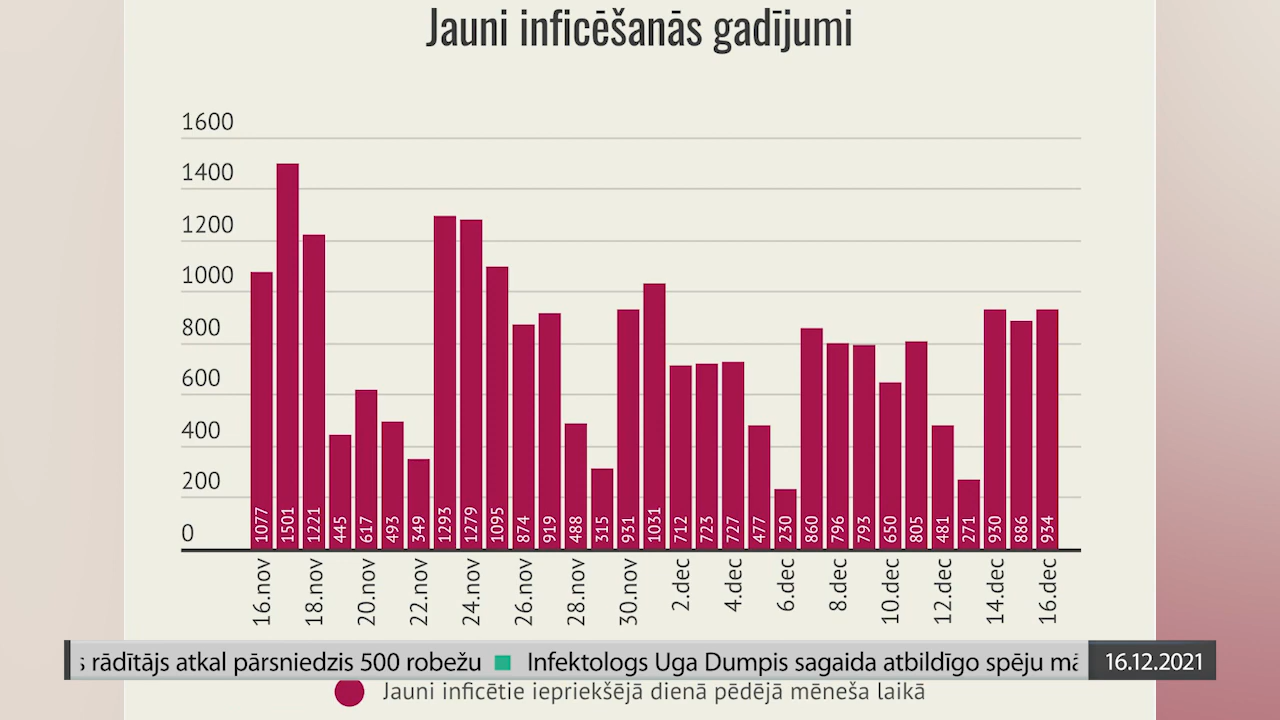 Jauni inficēšanās gadījumi
1600
1400
1200
1000
800
600
400
200
0
1077 1501 1221 445 617 493 349 1293 1279 1095 874 919 488 315 931 1031 712 723 727 477 230 860 796 793 650 805 481 271 930 886 934
16.nov 18.nov 20.nov 22.nov 24.nov 26.nov 28.nov 30.nov 2.dec 4.dec 6.dec 8.dec 10.dec 12.dec 14.dec 16.dec
rādītājs atkal pārsniedzis 500 robežu Infektologs Uga Dumpis sagaida atbildīgo spēju 16.12.2021
Jauni inficētie iepriekšējā dienā pēdējā mēneša laikā